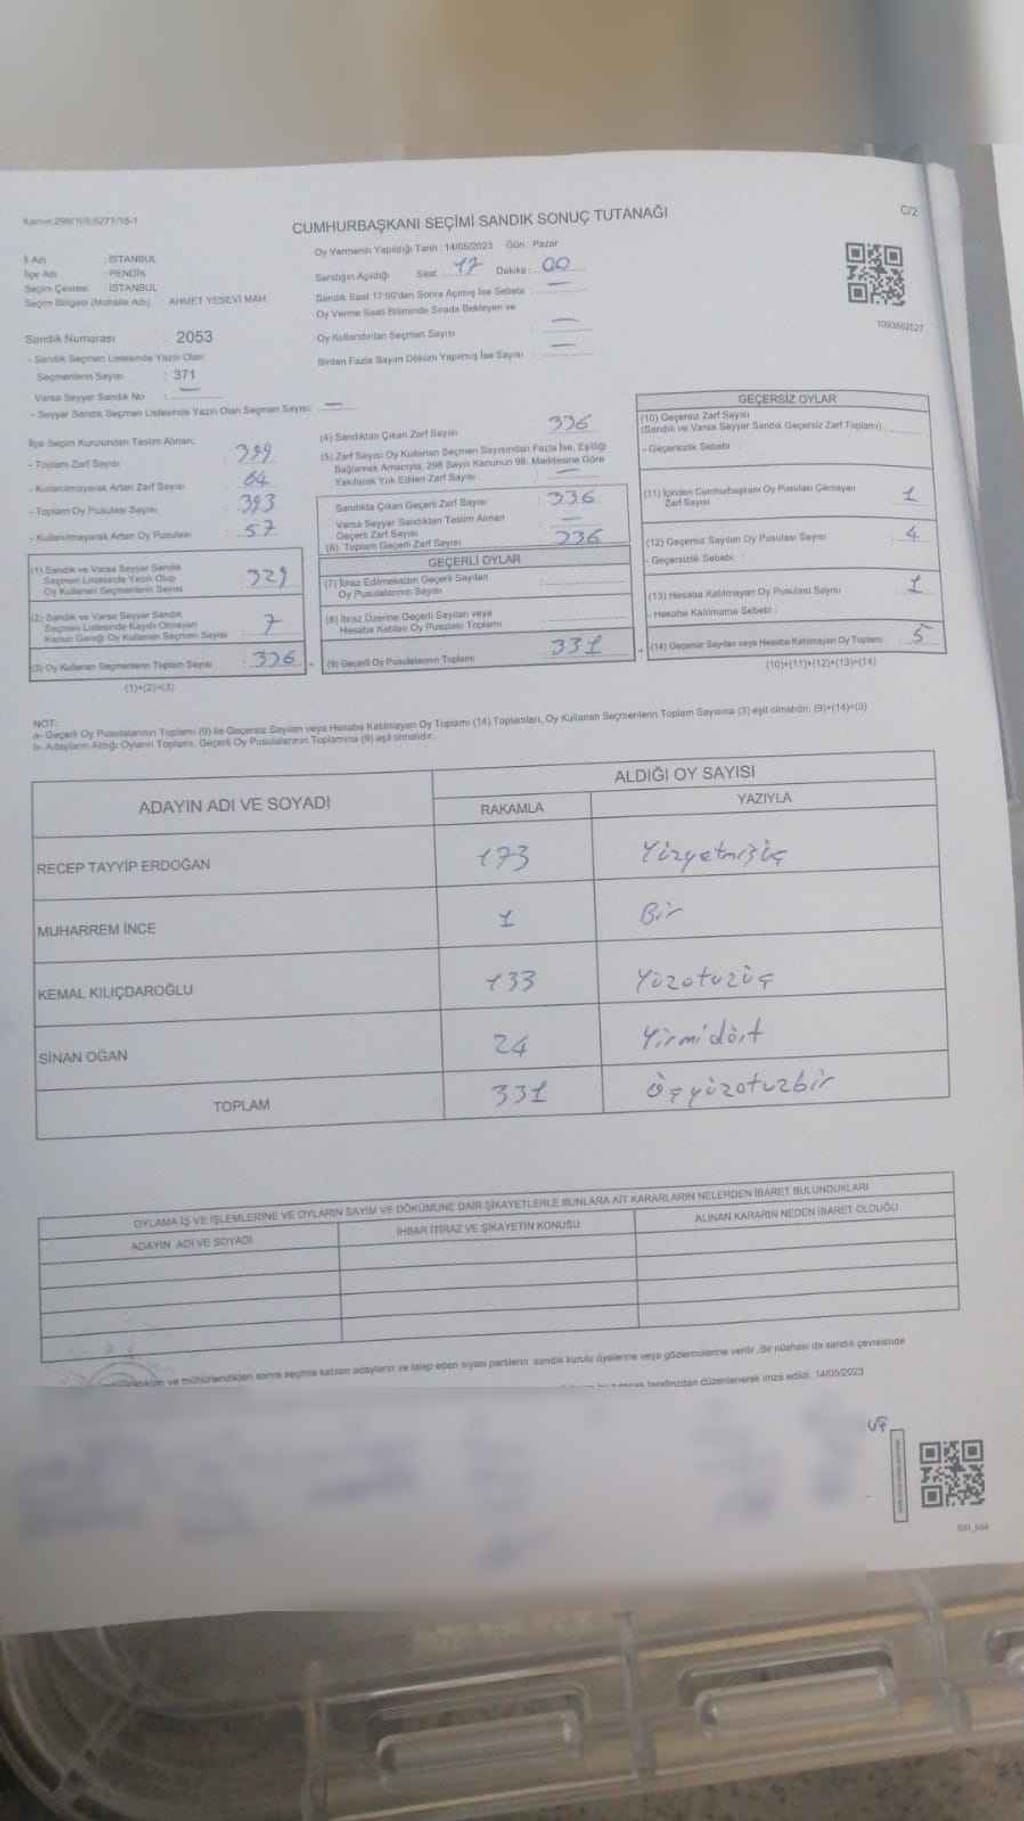 Kanun:298/
C/2
CUMHURBAŞKANI SEÇİMİ SANDIK SONUÇ TUTANAĞI
Oy Vermenin Yapıldığı Tarih : 14/05/2023 Gün : Pazar
İl Adı : İSTANBUL
İlçe Adı : PENDİK
Seçim Çevresi : İSTANBUL
Seçim Bölgesi (Mahalle Adı) : AHMET YESEVİ MAH.
Sandığın Açıldığı Saat : 17 Dakika : 00
Sandık Saat 17:00'den Sonra Açılmış İse Sebebi
Oy Verme Saati Bitiminde Sırada Bekleyen ve
Oy Kullandırılan Seçmen Sayısı
Birden Fazla Sayım Döküm Yapılmış İse Sayısı
Sandık Numarası 2053
- Sandık Seçmen Listesinde Yazılı Olan
Seçmenlerin Sayısı : 371
Varsa Seyyar Sandık No
- Seyyar Sandık Seçmen Listesinde Yazılı Olan Seçmen Sayısı
İlçe Seçim Kurulundan Teslim Alınan;
- Toplam Zarf Sayısı
- Kullanılmayarak Artan Zarf Sayısı 64
- Toplam Oy Pusulası Sayısı 393
- Kullanılmayarak Artan Oy Pusulası 57
(1) Sandık ve Varsa Seyyar Sandık
Seçmen Listesinde Yazılı Olup
Oy Kullanan Seçmenlerin Sayısı 329
(2) Sandık ve Varsa Seyyar Sandık
Seçmen Listesinde Kayıtlı Olmayan
Kanun Gereği Oy Kullanan Seçmen Sayısı 7
(3) Oy Kullanan Seçmenlerin Toplam Sayısı 336
(1)+(2)=(3)
(4) Sandıktan Çıkan Zarf Sayısı 336
(5) Zarf Sayısı Oy Kullanan Seçmen Sayısından Fazla İse, Eşitliği
Bağlamak Amacıyla, 298 Sayılı Kanunun 98. Maddesine Göre
Yakılarak Yok Edilen Zarf Sayısı
Sandıkta Çıkan Geçerli Zarf Sayısı : 336
Varsa Seyyar Sandıktan Teslim Alınan
Geçerli Zarf Sayısı
(6) Toplam Geçerli Zarf Sayısı 336
GEÇERLİ OYLAR
(7) İtiraz Edilmeksizin Geçerli Sayılan
Oy Pusulalarının Sayısı
(8) İtiraz Üzerine Geçerli Sayılan veya
Hesaba Katılan Oy Pusulası Toplamı
(9) Geçerli Oy Pusulalarının Toplamı 331
GEÇERSİZ OYLAR
(10) Geçersiz Zarf Sayısı
(Sandık ve Varsa Seyyar Sandık Geçersiz Zarf Toplamı)
- Geçersizlik Sebebi
(11) İçinden Cumhurbaşkanı Oy Pusulası Çıkmayan
Zarf Sayısı 1
(12) Geçersiz Sayılan Oy Pusulası Sayısı 4
- Geçersizlik Sebebi
(13) Hesaba Katılmayan Oy Pusulası Sayısı 1
- Hesaba Katılmama Sebebi
(14) Geçersiz Sayılan veya Hesaba Katılmayan Oy Toplamı 5
(10)+(11)+(12)+(13)=(14)
NOT:
a- Geçerli Oy Pusulalarının Toplamı (9) ile Geçersiz Sayılan veya Hesaba Katılmayan Oy Toplamı (14) Toplamları, Oy Kullanan Seçmenlerin Toplam Sayısına (3) eşit olmalıdır. (9)+(14)=(3)
b- Adayların Aldığı Oyların Toplamı, Geçerli Oy Pusulalarının Toplamına (9) eşit olmalıdır.
ADAYIN ADI VE SOYADI
ALDIĞI OY SAYISI
RAKAMLA YAZIYLA
RECEP TAYYİP ERDOĞAN 173 Yüzyetmişüç
MUHARREM İNCE 1 Bir
KEMAL KILIÇDAROĞLU 133 Yüzotuzüç
SİNAN OĞAN 24 Yirmidört
TOPLAM 331 Üçyüzotuzbir
OYLAMA İŞ VE İŞLEMLERİNE VE OYLARIN SAYIM VE DÖKÜMÜNE DAİR ŞİKAYETLERLE BUNLARA AİT KARARLARIN NELERDEN İBARET BULUNDUKLARI
ADAYIN ADI VE SOYADI İHBAR İTİRAZ VE ŞİKAYETİN KONUSU ALINAN KARARIN NEDEN İBARET OLDUĞU
ve mühürlendikten sonra seçime katılan adayların ve talep eden siyasi partilerin sandık kurulu üyelerine veya gözlemcilerine verilir. Bir nüshası da sandık çevresinde
tarafımızdan düzenlenerek imza edildi. 14/05/2023